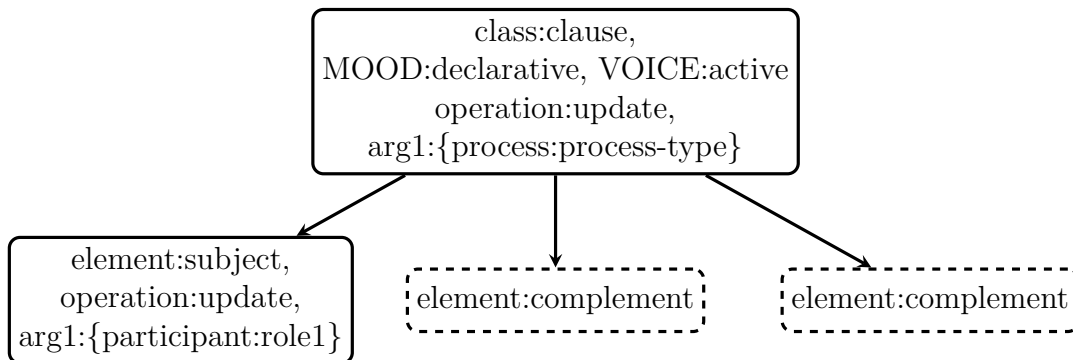 class:clause,
MOOD:declarative, VOICE:active
operation:update,
arg1:{process:process-type}
element:subject,
operation:update,
arg1:{participant:role1}
element:complement
element:complement